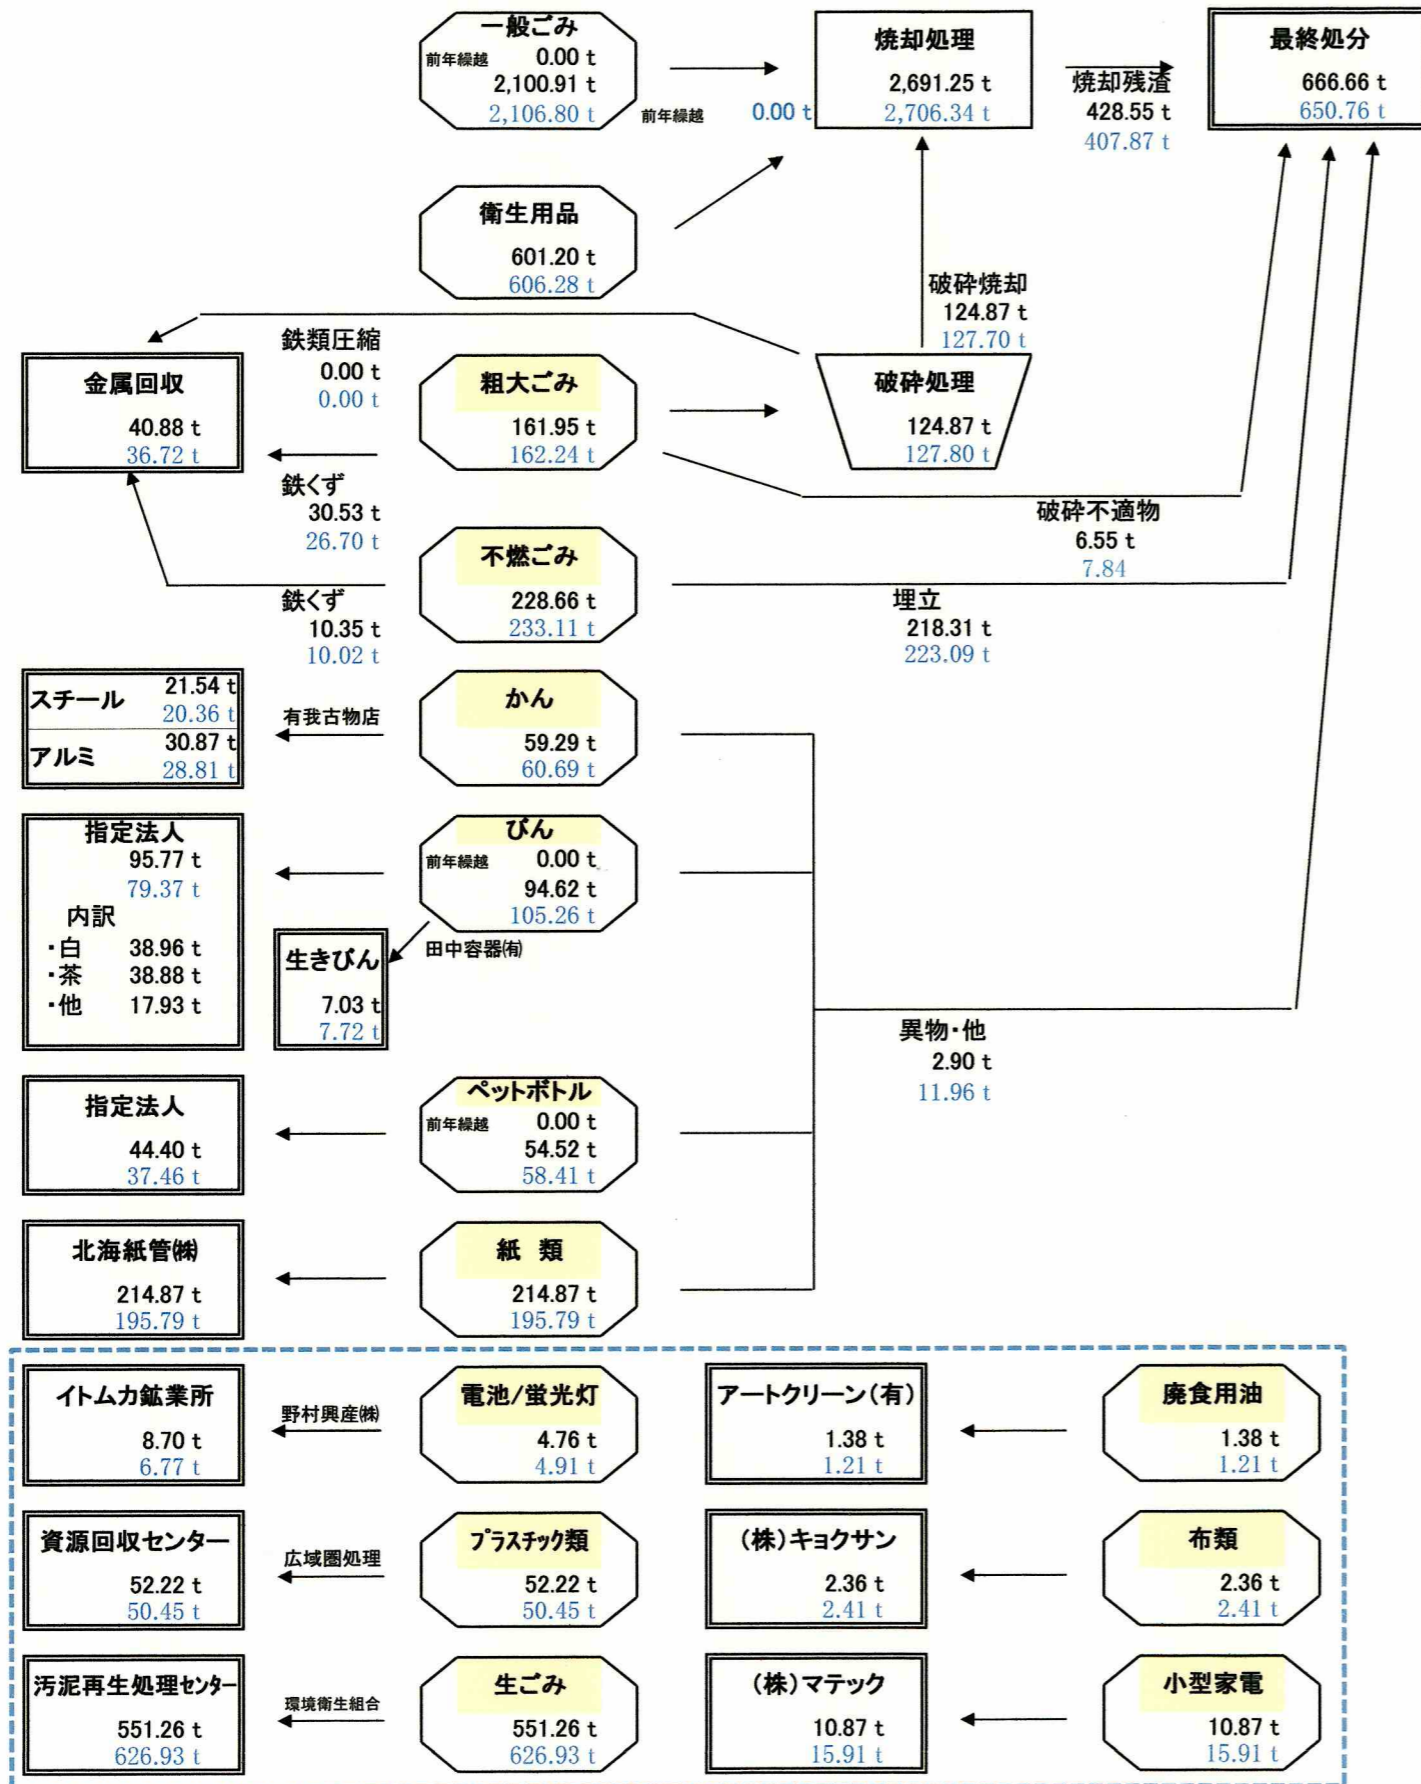 一般ごみ
前年繰越 0.00 t
2,100.91 t
2,106.80 t
前年繰越 0.00 t
焼却処理
2,691.25 t
2,706.34 t
焼却残渣
428.55 t
407.87 t
最終処分
666.66 t
650.76 t
衛生用品
601.20 t
606.28 t
破砕焼却
124.87 t
127.70 t
鉄類圧縮
0.00 t
0.00 t
金属回収
40.88 t
36.72 t
粗大ごみ
161.95 t
162.24 t
破砕処理
124.87 t
127.80 t
鉄くず
30.53 t
26.70 t
破砕不適物
6.55 t
7.84
不燃ごみ
228.66 t
233.11 t
鉄くず
10.35 t
10.02 t
埋立
218.31 t
223.09 t
スチール 21.54 t
20.36 t
アルミ 30.87 t
28.81 t
有我古物店
かん
59.29 t
60.69 t
指定法人
95.77 t
79.37 t
内訳
・白 38.96 t
・茶 38.88 t
・他 17.93 t
びん
前年繰越 0.00 t
94.62 t
105.26 t
田中容器㈲
生きびん
7.03 t
7.72 t
異物・他
2.90 t
11.96 t
指定法人
44.40 t
37.46 t
ペットボトル
前年繰越 0.00 t
54.52 t
58.41 t
北海紙管㈱
214.87 t
195.79 t
紙 類
214.87 t
195.79 t
イトムカ鉱業所
8.70 t
6.77 t
野村興産㈱
電池/蛍光灯
4.76 t
4.91 t
アートクリーン(有)
1.38 t
1.21 t
廃食用油
1.38 t
1.21 t
資源回収センター
52.22 t
50.45 t
広域圏処理
プラスチック類
52.22 t
50.45 t
(株)キョクサン
2.36 t
2.41 t
布類
2.36 t
2.41 t
汚泥再生処理センター
551.26 t
626.93 t
環境衛生組合
生ごみ
551.26 t
626.93 t
(株)マテック
10.87 t
15.91 t
小型家電
10.87 t
15.91 t